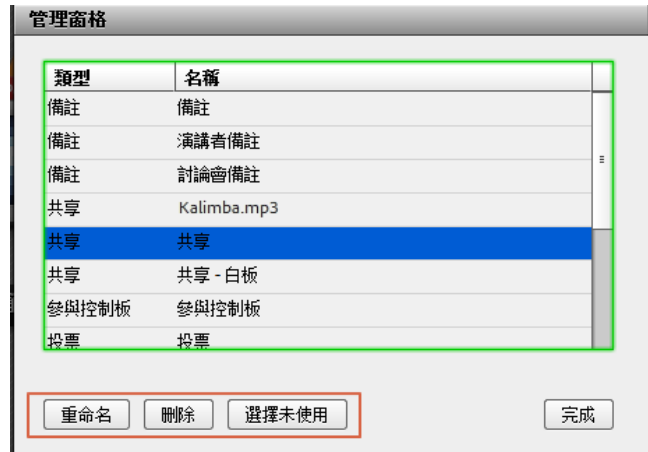 管理窗格
類型 名稱
備註 備註
備註 演講者備註
備註 討論會備註
共享 Kalimba.mp3
共享 共享
共享 共享 - 白板
參與控制板 參與控制板
投票 投票
重命名 刪除 選擇未使用 完成